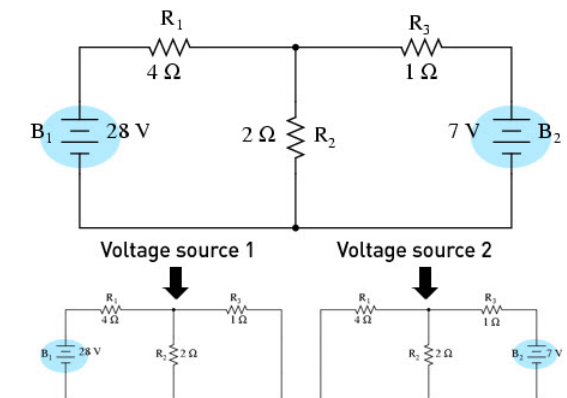 R₁ R₃
4 Ω 1 Ω
B₁ 28 V 2 Ω R₂ 7 V B₂
Voltage source 1 Voltage source 2
R₁ R₃ R₁ R₃
4 Ω 1 Ω 4 Ω 1 Ω
B₁ 28 V R₂ 2 Ω R₂ 2 Ω B₂ 7 V